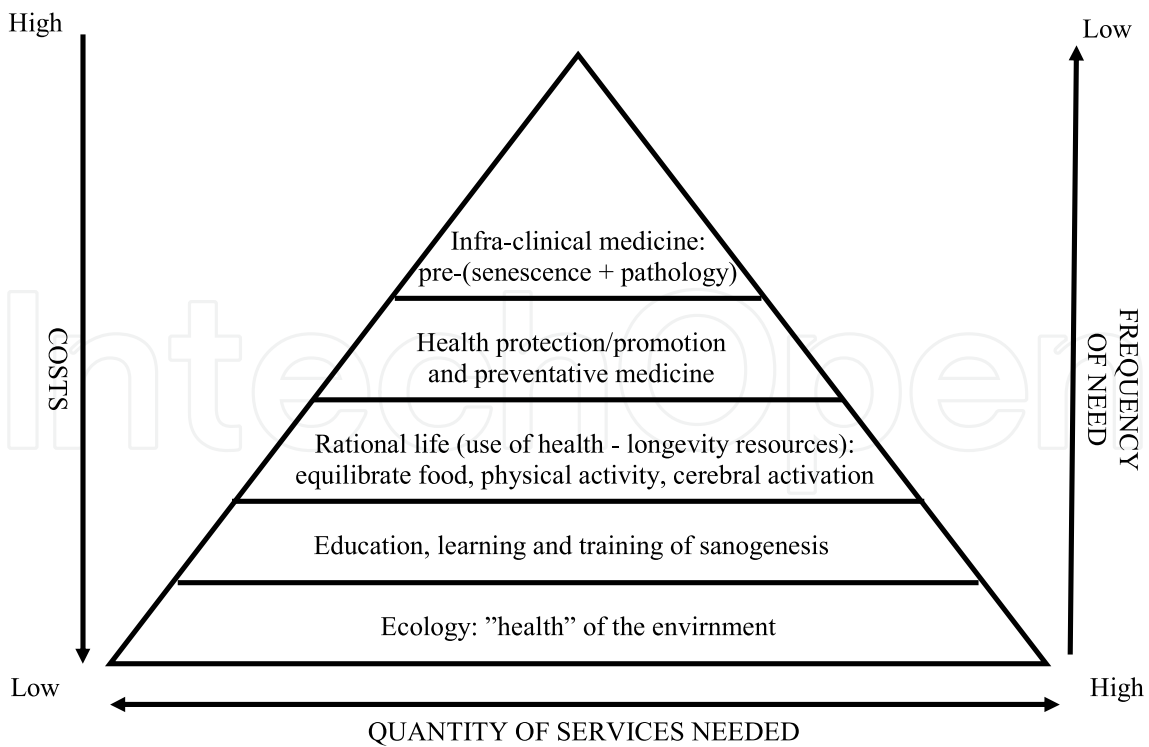 High
Low
Infra-clinical medicine:
pre-(senescence + pathology)
Health protection/promotion
and preventative medicine
Rational life (use of health - longevity resources):
equilibrate food, physical activity, cerebral activation
Education, learning and training of sanogenesis
Ecology: ”health” of the envirnment
COSTS
FREQUENCY
OF NEED
IntechOpen
Low
High
QUANTITY OF SERVICES NEEDED